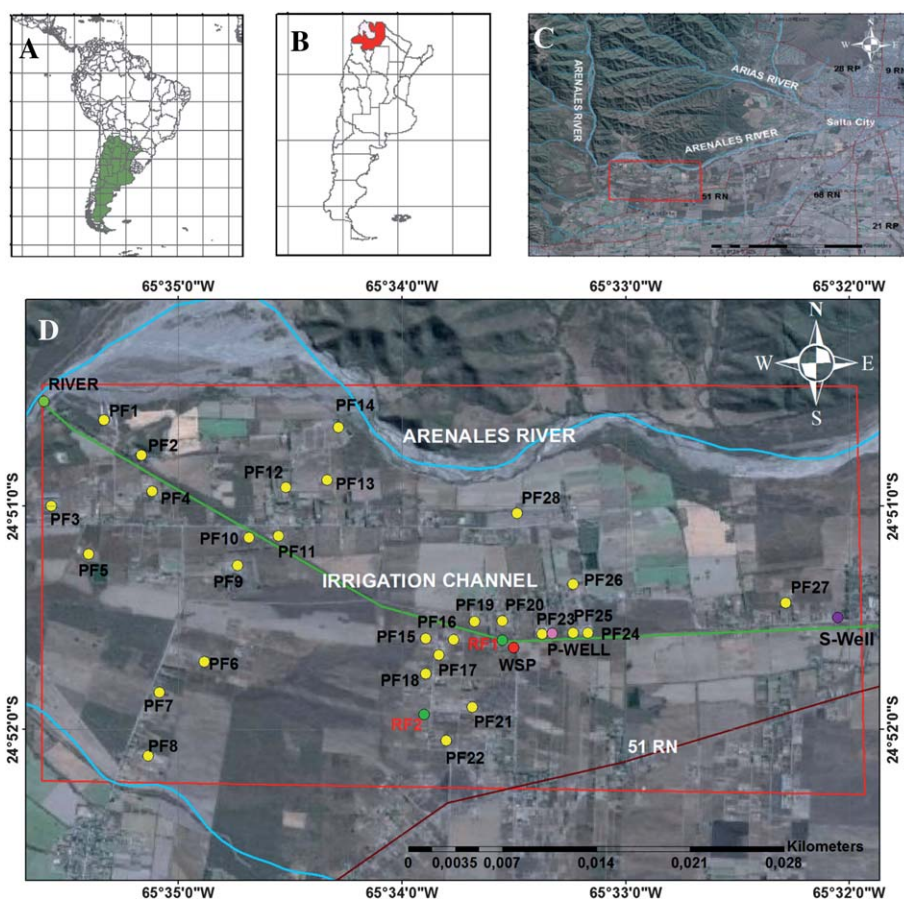 A
B
C
N
W
E
S
ARENALES RIVER
ARIAS RIVER
28 RP
9 RN
Salta City
ARENALES RIVER
51 RN
68 RN
21 RP
65°35'0"W
65°34'0"W
65°33'0"W
65°32'0"W
D
N
W
E
S
RIVER
PF1
PF14
ARENALES RIVER
PF2
PF12
PF13
PF4
PF3
PF28
24°51'0"S
24°51'0"S
PF10
PF11
PF5
PF9
IRRIGATION CHANNEL
PF26
PF27
PF19
PF20
PF16
PF23
PF25
PF15
RF1
PF24
S-Well
P-WELL
WSP
PF6
PF17
PF18
PF7
PF21
RF2
24°52'0"S
24°52'0"S
PF8
PF22
51 RN
Kilometers
0
0,0035
0,007
0,014
0,021
0,028
65°35'0"W
65°34'0"W
65°33'0"W
65°32'0"W